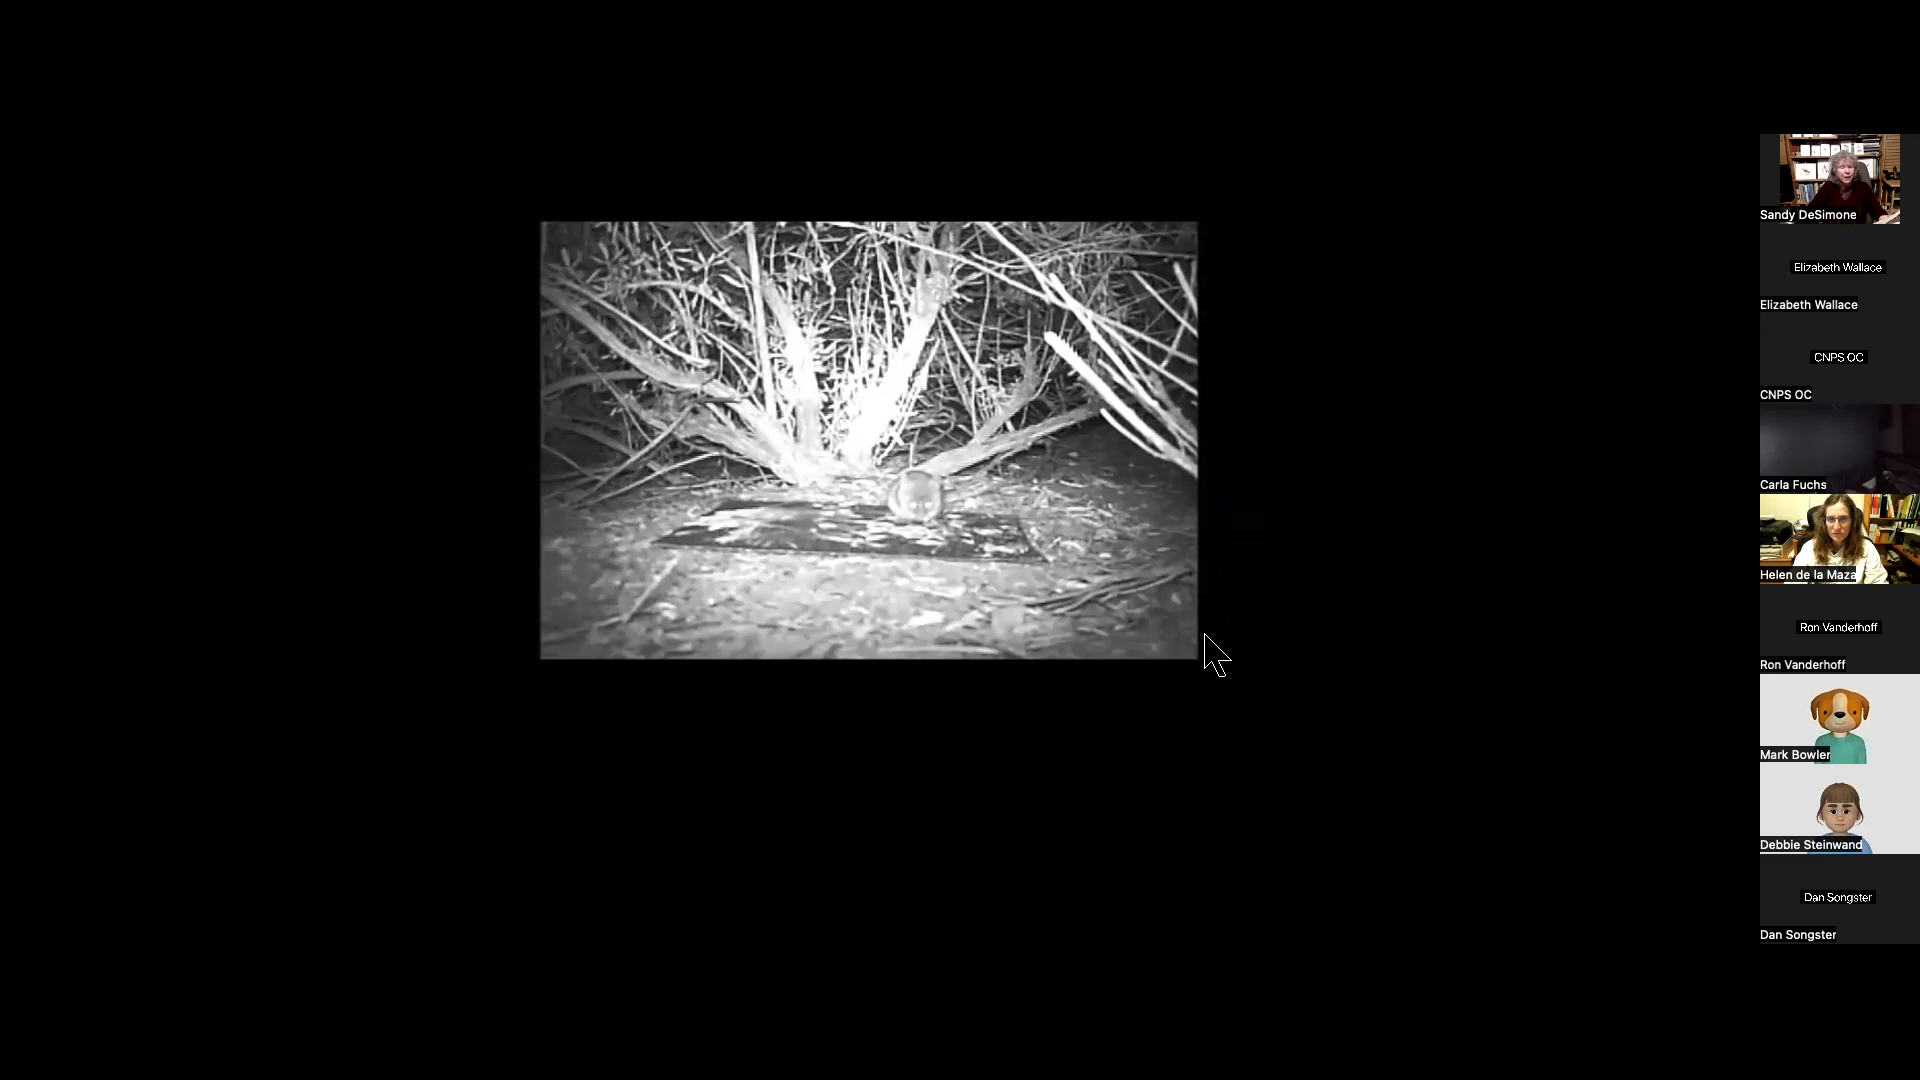 Sandy DeSimone
Elizabeth Wallace
Elizabeth Wallace
CNPS OC
CNPS OC
Carla Fuchs
Helen de la Maza
Ron Vanderhoff
Ron Vanderhoff
Mark Bowler
Debbie Steinwand
Dan Songster
Dan Songster